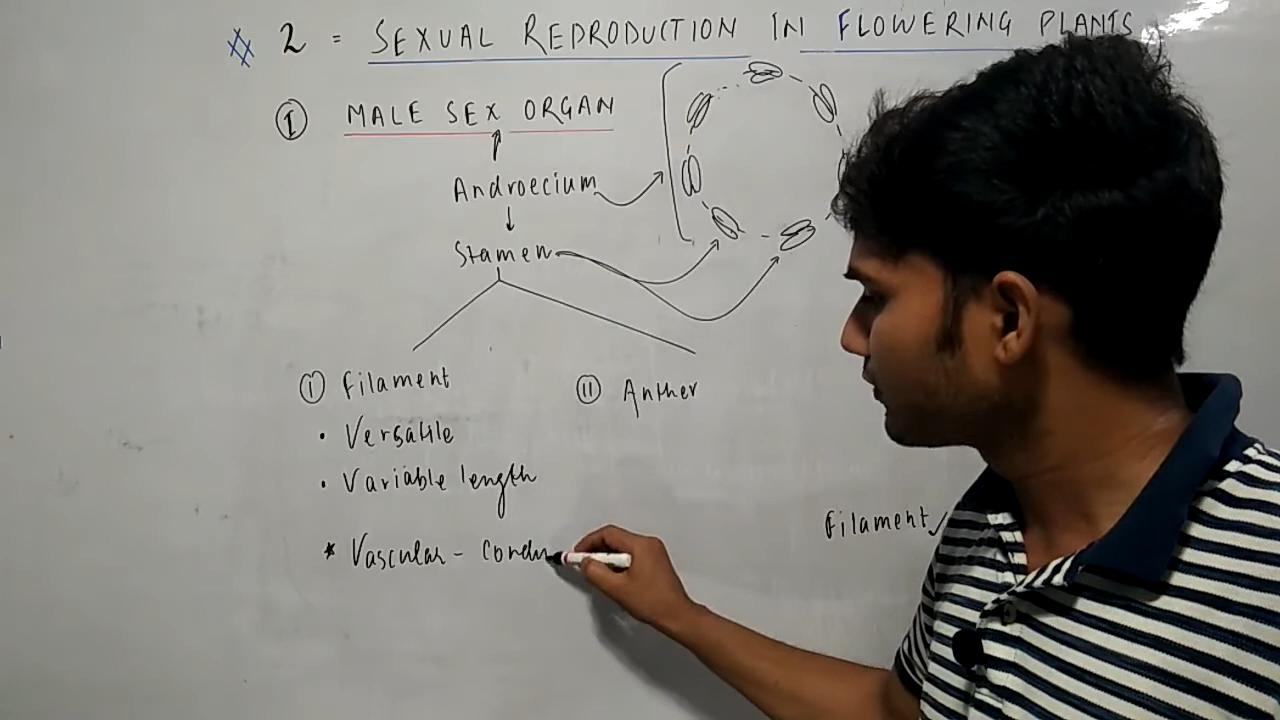 # 2 = SEXUAL REPRODUCTION IN FLOWERING PLANTS
I MALE SEX ORGAN
Androecium
Stamen
I Filament
II Anther
• Versatile
• Variable length
Filament
* Vascular - Condu